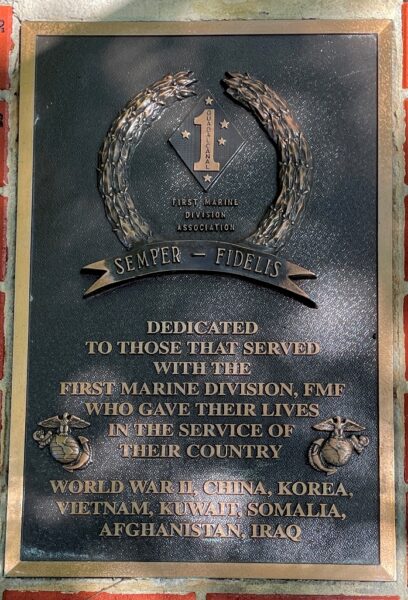 1
GUADALCANAL
FIRST MARINE
DIVISION
ASSOCIATION
SEMPER – FIDELIS
DEDICATED
TO THOSE THAT SERVED
WITH THE
FIRST MARINE DIVISION, FMF
WHO GAVE THEIR LIVES
IN THE SERVICE OF
THEIR COUNTRY
WORLD WAR II, CHINA, KOREA,
VIETNAM, KUWAIT, SOMALIA,
AFGHANISTAN, IRAQ